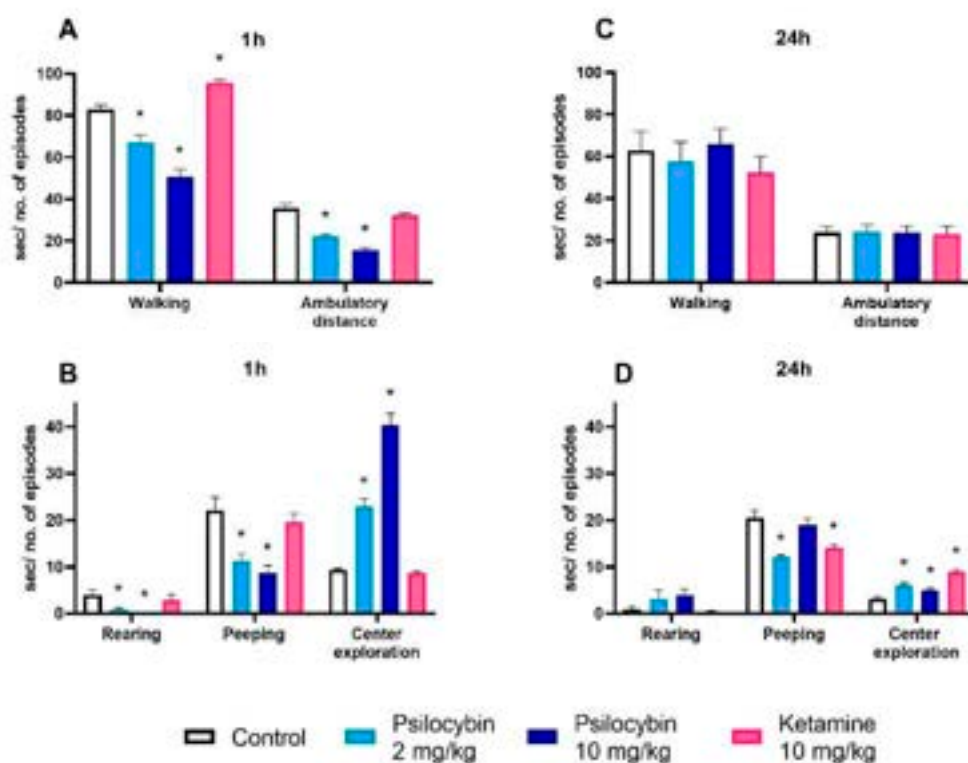 A
1h
*
*
*
sec/ no. of episodes
100
80
60
40
20
0
*
*
Walking
Ambulatory
distance
C
24h
sec/ no. of episodes
100
80
60
40
20
0
Walking
Ambulatory
distance
B
1h
*
*
sec/ no. of episodes
40
30
20
10
0
*
*
*
*
Rearing
Peeping
Center
exploration
D
24h
sec/ no. of episodes
40
30
20
10
0
*
*
*
*
*
Rearing
Peeping
Center
exploration
Control
Psilocybin
2 mg/kg
Psilocybin
10 mg/kg
Ketamine
10 mg/kg